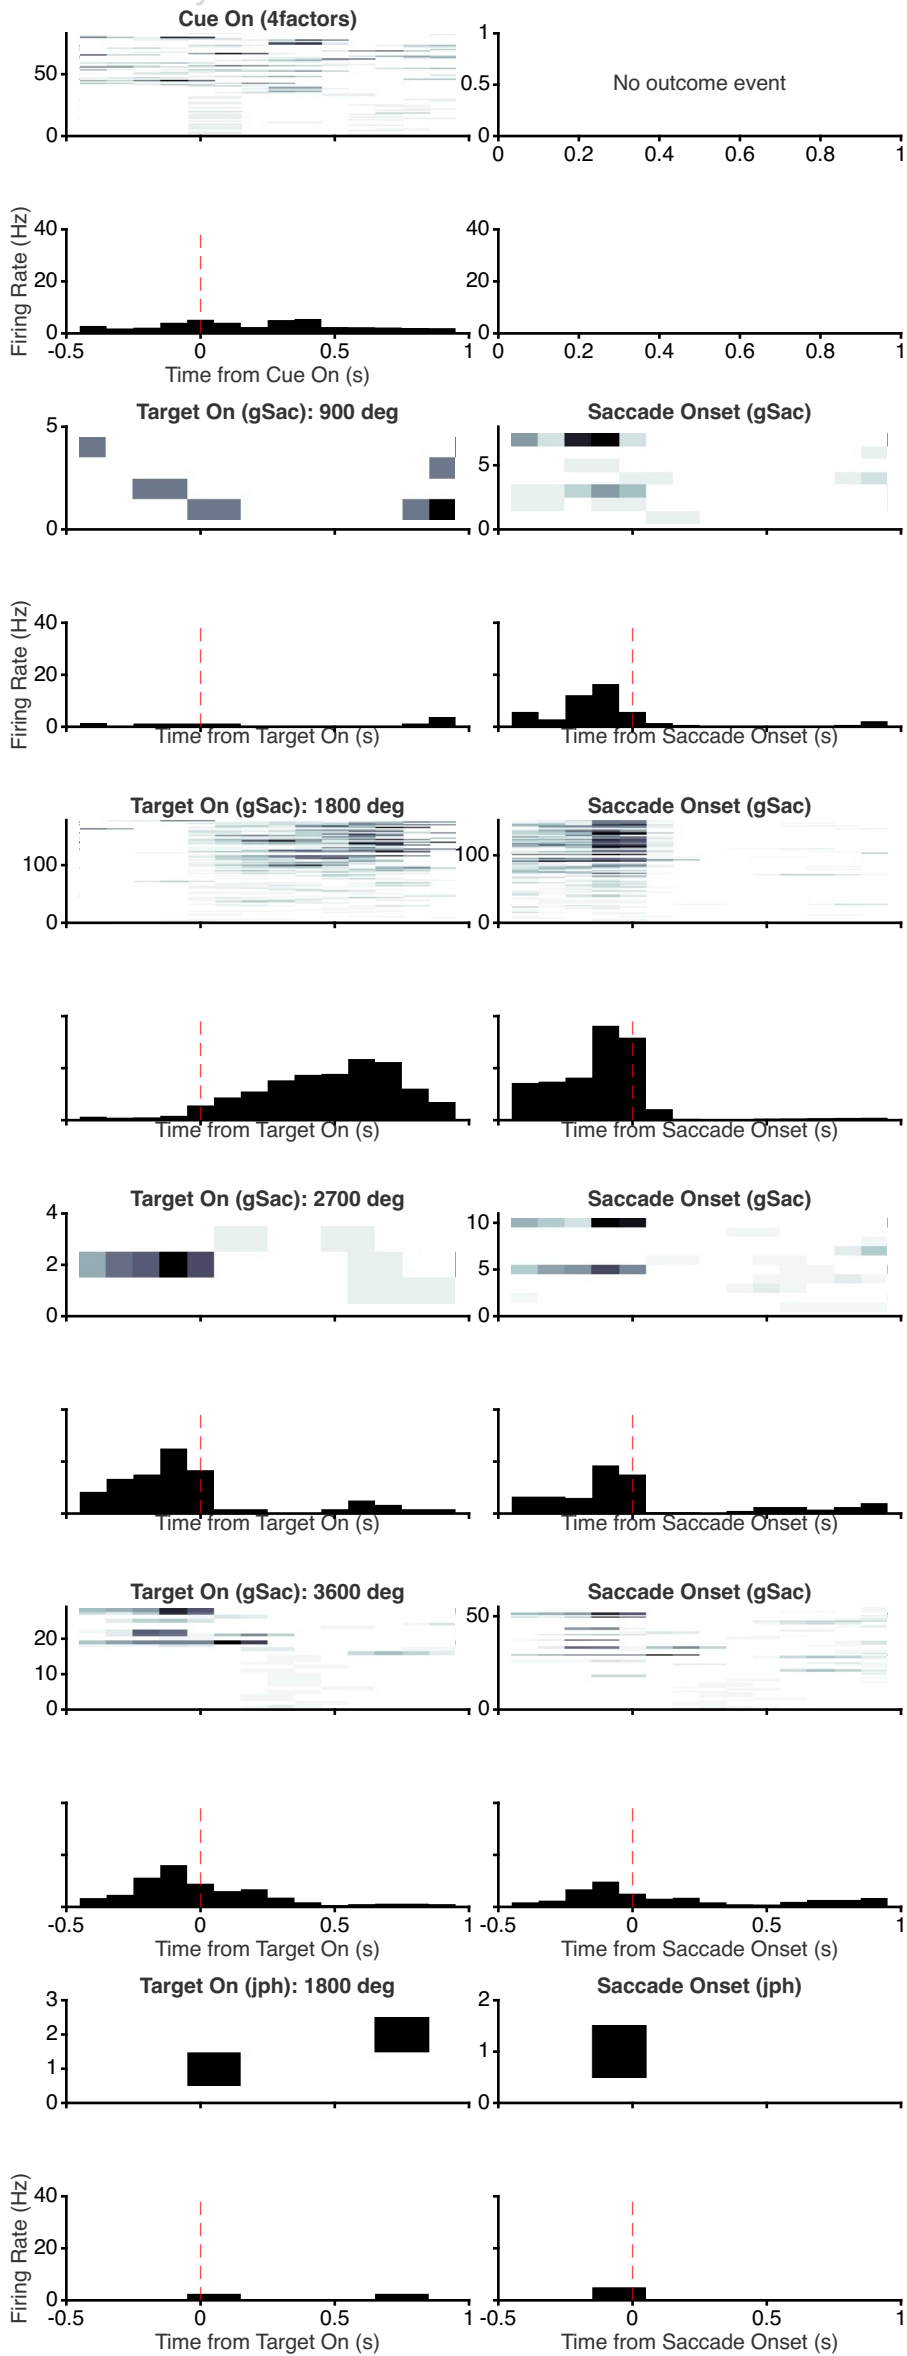 Cue On (4factors)
50
0
1
0.5
0
No outcome event
0 0.2 0.4 0.6 0.8 1
Firing Rate (Hz)
40
20
0
-0.5 0 0.5 1
Time from Cue On (s)
40
20
0
0 0.2 0.4 0.6 0.8 1
Target On (gSac): 900 deg
5
0
Saccade Onset (gSac)
5
0
Firing Rate (Hz)
40
20
0
Time from Target On (s)
40
20
0
Time from Saccade Onset (s)
Target On (gSac): 1800 deg
100
0
Saccade Onset (gSac)
100
0
Time from Target On (s)
Time from Saccade Onset (s)
Target On (gSac): 2700 deg
4
2
0
Saccade Onset (gSac)
10
5
0
Time from Target On (s)
Time from Saccade Onset (s)
Target On (gSac): 3600 deg
20
10
0
Saccade Onset (gSac)
50
0
-0.5 0 0.5 1
Time from Target On (s)
-0.5 0 0.5 1
Time from Saccade Onset (s)
Target On (jph): 1800 deg
3
2
1
0
Saccade Onset (jph)
2
1
0
Firing Rate (Hz)
40
20
0
-0.5 0 0.5 1
Time from Target On (s)
-0.5 0 0.5 1
Time from Saccade Onset (s)